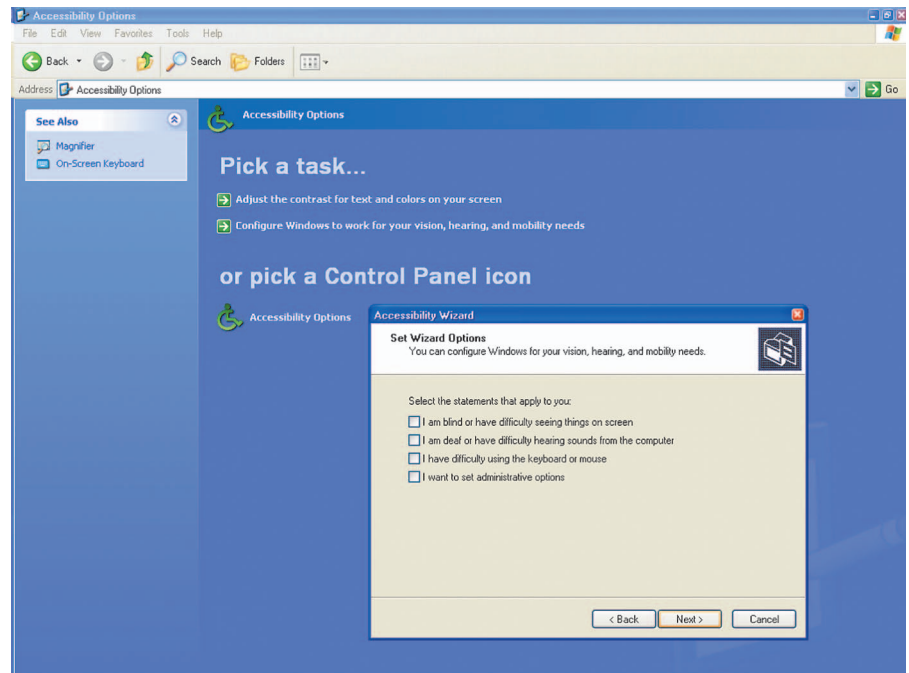 Accessibility Options
File Edit View Favorites Tools Help
Back Search Folders
Address Accessibility Options Go
See Also
Magnifier
On-Screen Keyboard
Accessibility Options
Pick a task...
Adjust the contrast for text and colors on your screen
Configure Windows to work for your vision, hearing, and mobility needs
or pick a Control Panel icon
Accessibility Options
Accessibility Wizard
Set Wizard Options
You can configure Windows for your vision, hearing, and mobility needs.
Select the statements that apply to you:
I am blind or have difficulty seeing things on screen
I am deaf or have difficulty hearing sounds from the computer
I have difficulty using the keyboard or mouse
I want to set administrative options
< Back Next > Cancel